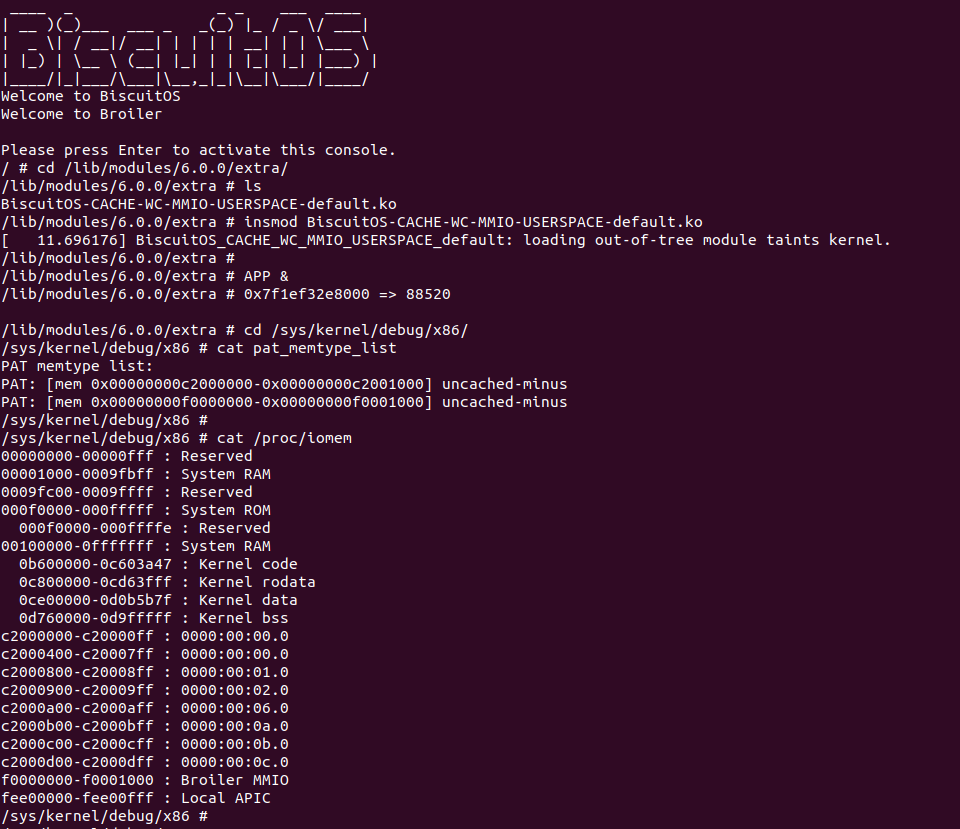 ____  _                _ _    ___  ____
| __ )(_)___  ___ _   _(_) |_ / _ \/ ___|
|  _ \| / __|/ __| | | | | __| | | \___ \
| |_) | \__ \ (__| |_| | | |_| |_| |___) |
|____/|_|___/\___|\__,_|_|\__|\___/|____/
Welcome to BiscuitOS
Welcome to Broiler

Please press Enter to activate this console.
/ # cd /lib/modules/6.0.0/extra/
/lib/modules/6.0.0/extra # ls
BiscuitOS-CACHE-WC-MMIO-USERSPACE-default.ko
/lib/modules/6.0.0/extra # insmod BiscuitOS-CACHE-WC-MMIO-USERSPACE-default.ko
[   11.696176] BiscuitOS_CACHE_WC_MMIO_USERSPACE_default: loading out-of-tree module taints kernel.
/lib/modules/6.0.0/extra #
/lib/modules/6.0.0/extra # APP &
/lib/modules/6.0.0/extra # 0x7f1ef32e8000 => 88520

/lib/modules/6.0.0/extra # cd /sys/kernel/debug/x86/
/sys/kernel/debug/x86 # cat pat_memtype_list
PAT memtype list:
PAT: [mem 0x00000000c2000000-0x00000000c2001000] uncached-minus
PAT: [mem 0x00000000f0000000-0x00000000f0001000] uncached-minus
/sys/kernel/debug/x86 #
/sys/kernel/debug/x86 # cat /proc/iomem
00000000-00000fff : Reserved
00001000-0009fbff : System RAM
0009fc00-0009ffff : Reserved
000f0000-000fffff : System ROM
  000f0000-000ffffe : Reserved
00100000-0fffffff : System RAM
  0b600000-0c603a47 : Kernel code
  0c800000-0cd63fff : Kernel rodata
  0ce00000-0d0b5b7f : Kernel data
  0d760000-0d9fffff : Kernel bss
c2000000-c20000ff : 0000:00:00.0
c2000400-c20007ff : 0000:00:00.0
c2000800-c20008ff : 0000:00:01.0
c2000900-c20009ff : 0000:00:02.0
c2000a00-c2000aff : 0000:00:06.0
c2000b00-c2000bff : 0000:00:0a.0
c2000c00-c2000cff : 0000:00:0b.0
c2000d00-c2000dff : 0000:00:0c.0
f0000000-f0001000 : Broiler MMIO
fee00000-fee00fff : Local APIC
/sys/kernel/debug/x86 #